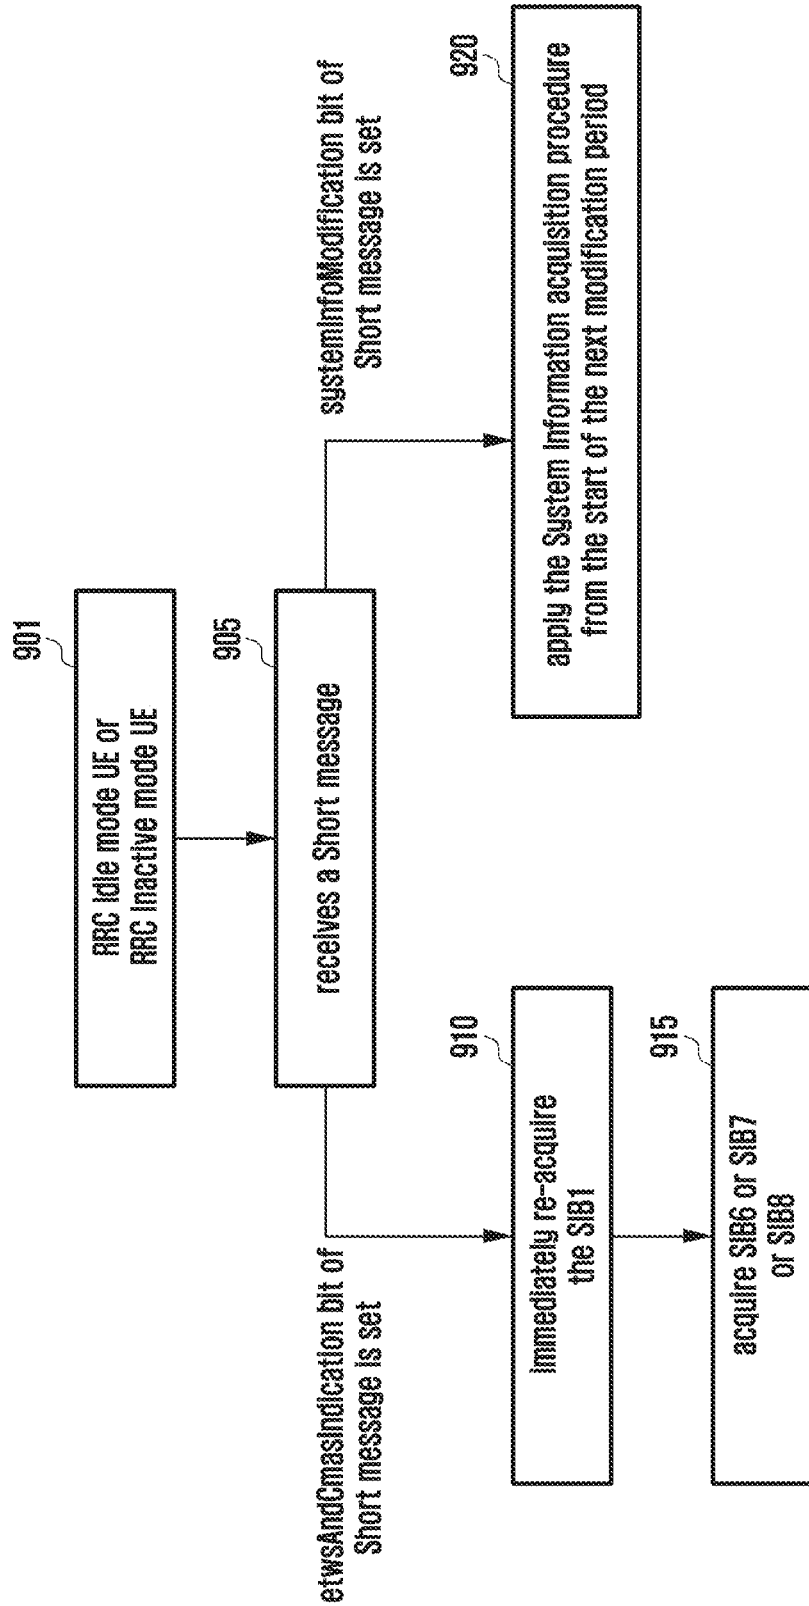 901
RRC Idle mode UE or
RRC Inactive mode UE
905
receives a Short message
etwsAndCmasIndication bit of
Short message is set
systemInfoModification bit of
Short message is set
910
immediately re-acquire
the SIB1
920
apply the System Information acquisition procedure
from the start of the next modification period
915
acquire SIB6 or SIB7
or SIB8